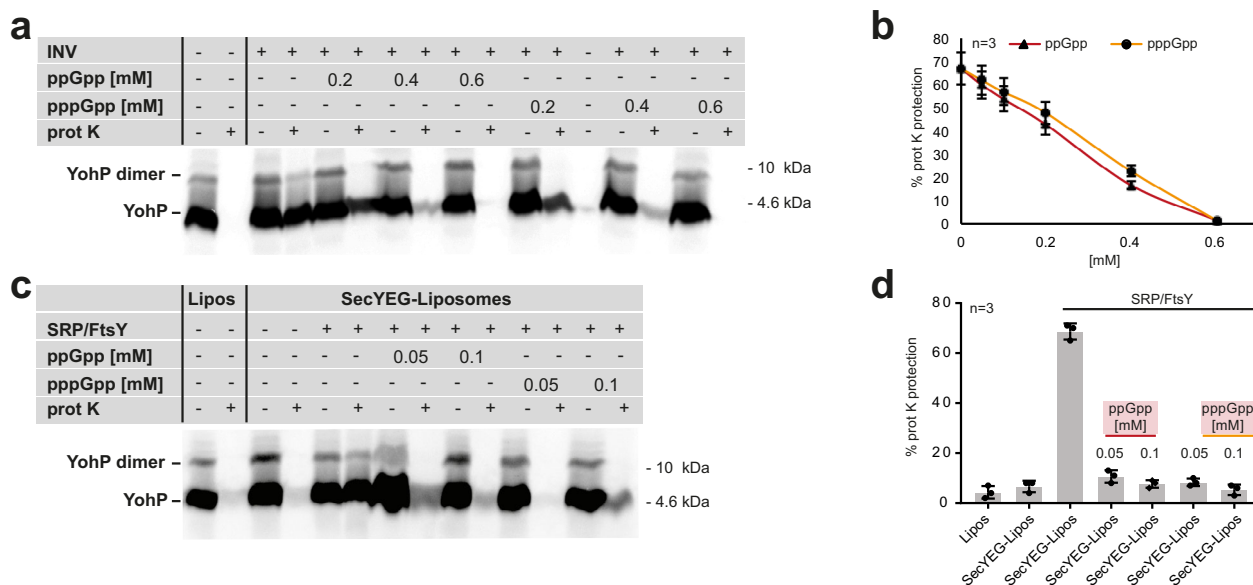 a
INV - - + + + + + + + + + + - + + + +
ppGpp [mM] - - - - 0.2 0.4 0.6 - - - - - - -
pppGpp [mM] - - - - - - - - - - 0.2 - 0.4 0.6
prot K - + - + - + - + - + - + - - + - +
YohP dimer
YohP
- 10 kDa
- 4.6 kDa
b
n=3 ppGpp pppGpp
% prot K protection
80
70
60
50
40
30
20
10
0
0 0.2 0.4 0.6
[mM]
c
Lipos SecYEG-Liposomes
SRP/FtsY - - - - + + + + + + + + + +
ppGpp [mM] - - - - - - 0.05 0.1 - - - -
pppGpp [mM] - - - - - - - - - - 0.05 0.1
prot K - + - + - + - + - + - + - +
YohP dimer
YohP
- 10 kDa
- 4.6 kDa
d
n=3
SRP/FtsY
% prot K protection
80
60
40
20
0
ppGpp [mM] pppGpp [mM]
0.05 0.1 0.05 0.1
Lipos
SecYEG-Lipos
SecYEG-Lipos
SecYEG-Lipos
SecYEG-Lipos
SecYEG-Lipos
SecYEG-Lipos